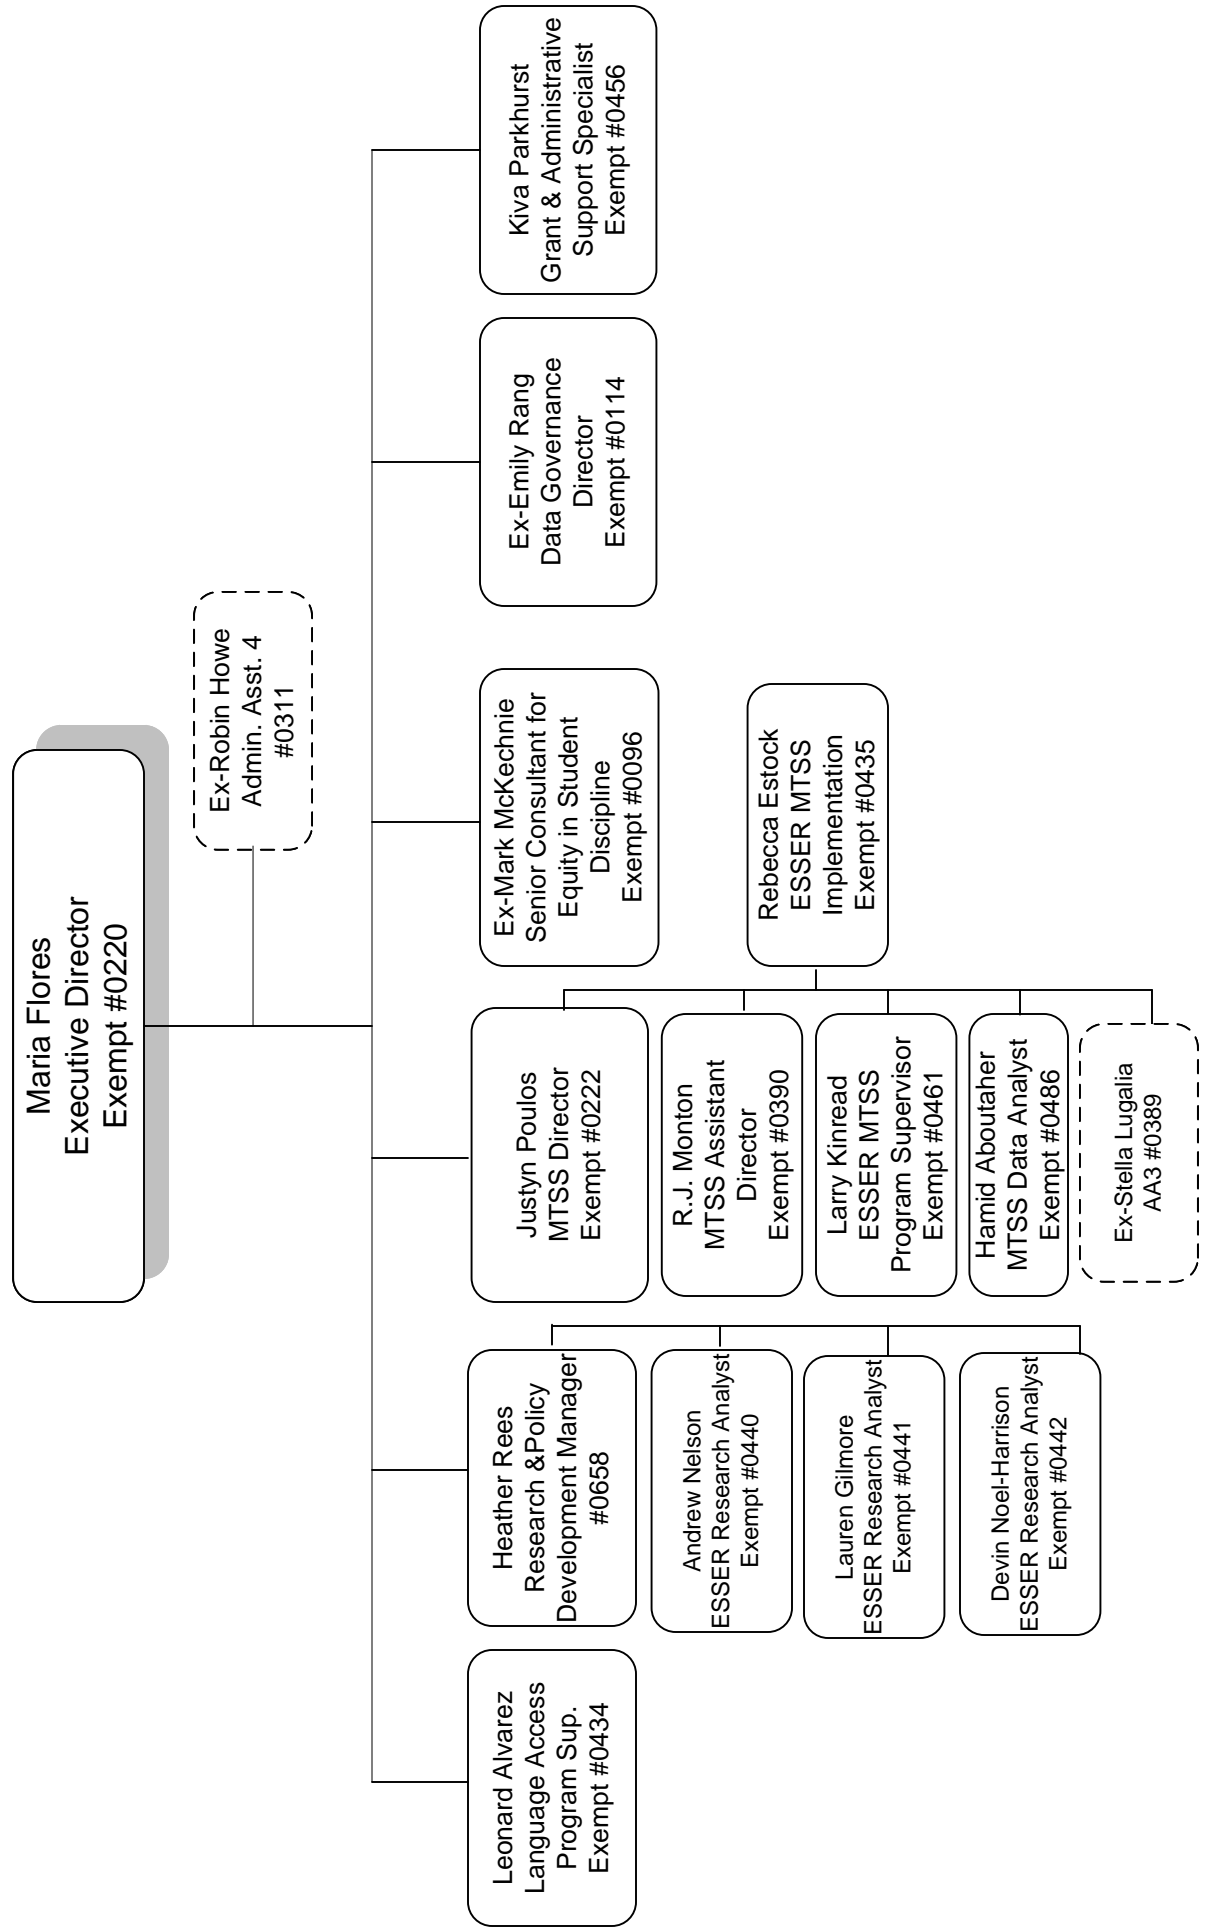 Maria Flores
Executive Director
Exempt #0220
Ex-Robin Howe
Admin. Asst. 4
#0311
Leonard Alvarez
Language Access
Program Sup.
Exempt #0434
Heather Rees
Research &Policy
Development Manager
#0658
Andrew Nelson
ESSER Research Analyst
Exempt #0440
Lauren Gilmore
ESSER Research Analyst
Exempt #0441
Devin Noel-Harrison
ESSER Research Analyst
Exempt #0442
Justyn Poulos
MTSS Director
Exempt #0222
R.J. Monton
MTSS Assistant
Director
Exempt #0390
Larry Kinread
ESSER MTSS
Program Supervisor
Exempt #0461
Hamid Aboutaher
MTSS Data Analyst
Exempt #0486
Ex-Stella Lugalia
AA3 #0389
Rebecca Estock
ESSER MTSS
Implementation
Exempt #0435
Ex-Mark McKechnie
Senior Consultant for
Equity in Student
Discipline
Exempt #0096
Ex-Emily Rang
Data Governance
Director
Exempt #0114
Kiva Parkhurst
Grant & Administrative
Support Specialist
Exempt #0456